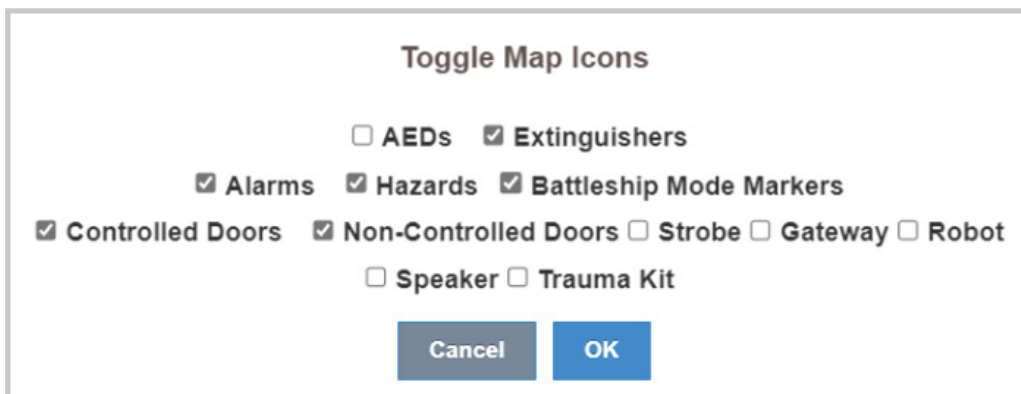 Toggle Map Icons
AEDs Extinguishers
Alarms Hazards Battleship Mode Markers
Controlled Doors Non-Controlled Doors Strobe Gateway Robot
Speaker Trauma Kit
Cancel OK